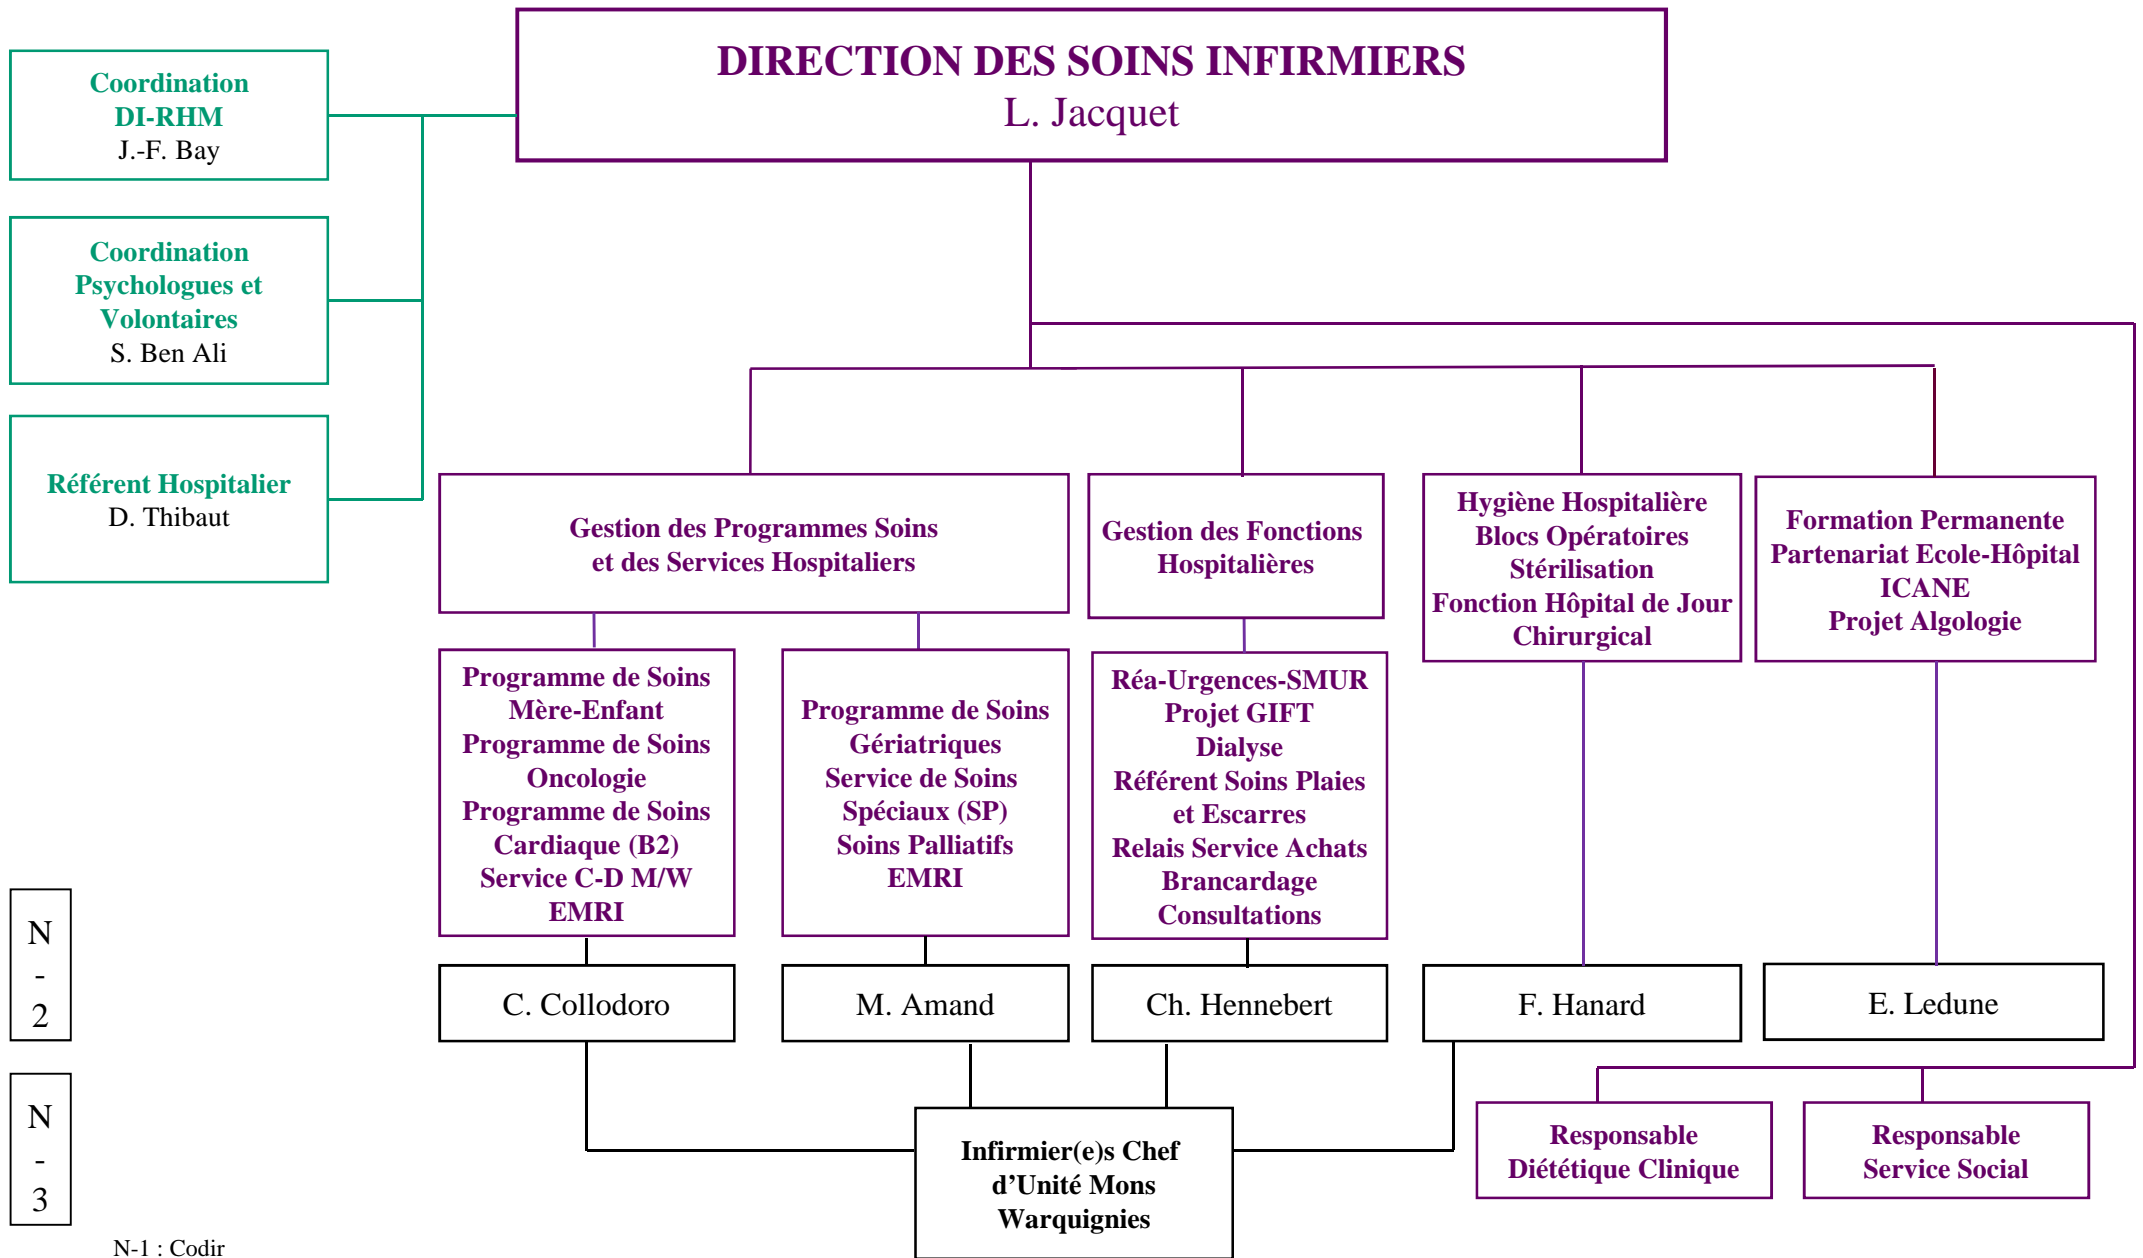 DIRECTION DES SOINS INFIRMIERS
L. Jacquet
Coordination
DI-RHM
J.-F. Bay
Coordination
Psychologues et
Volontaires
S. Ben Ali
Référent Hospitalier
D. Thibaut
Gestion des Programmes Soins
et des Services Hospitaliers
Gestion des Fonctions
Hospitalières
Hygiène Hospitalière
Blocs Opératoires
Stérilisation
Fonction Hôpital de Jour
Chirurgical
Formation Permanente
Partenariat Ecole-Hôpital
ICANE
Projet Algologie
Programme de Soins
Mère-Enfant
Programme de Soins
Oncologie
Programme de Soins
Cardiaque (B2)
Service C-D M/W
EMRI
Programme de Soins
Gériatriques
Service de Soins
Spéciaux (SP)
Soins Palliatifs
EMRI
Réa-Urgences-SMUR
Projet GIFT
Dialyse
Référent Soins Plaies
et Escarres
Relais Service Achats
Brancardage
Consultations
N
-
2
C. Collodoro
M. Amand
Ch. Hennebert
F. Hanard
E. Ledune
N
-
3
Infirmier(e)s Chef
d’Unité Mons
Warquignies
Responsable
Diététique Clinique
Responsable
Service Social
N-1 : Codir